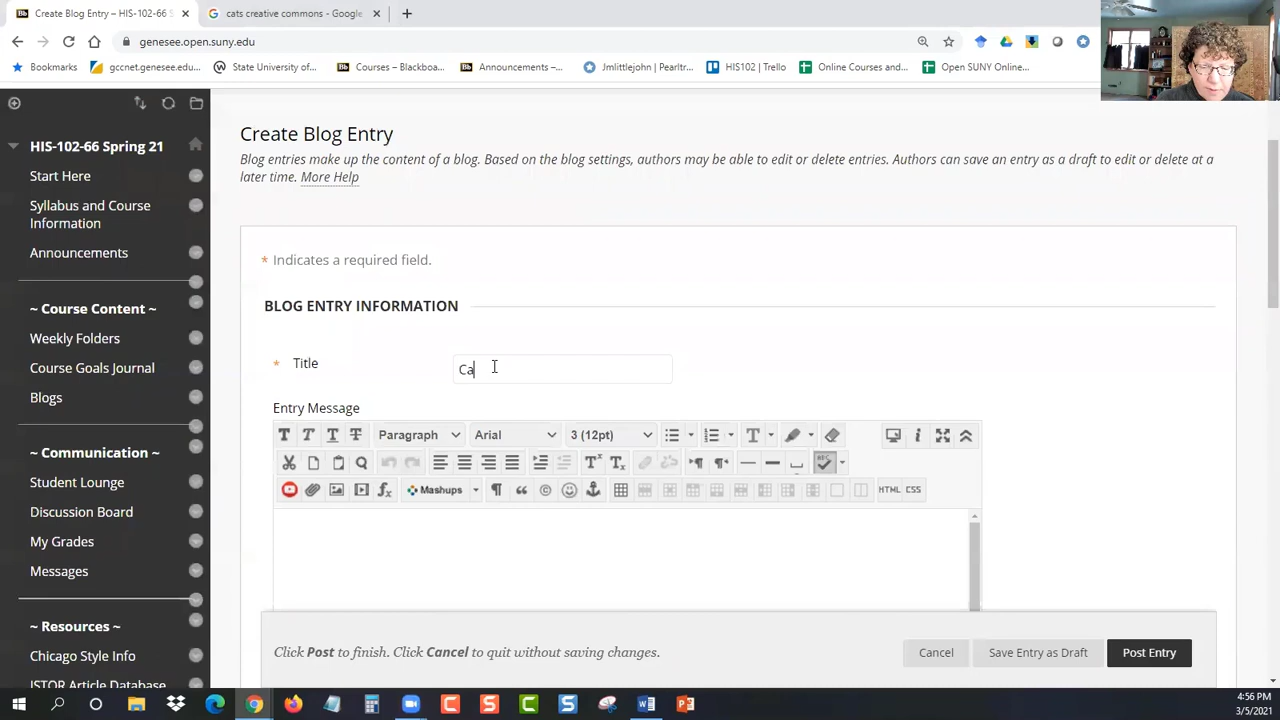 Create Blog Entry – HIS-102-66 S
cats creative commons - Google
genesee.open.suny.edu
Bookmarks
gccnet.genesee.edu...
State University of...
Courses – Blackboa...
Announcements –...
Jmlittlejohn | Pearltr...
HIS102 | Trello
Online Courses and...
Open SUNY Online...
HIS-102-66 Spring 21
Start Here
Syllabus and Course
Information
Announcements
~ Course Content ~
Weekly Folders
Course Goals Journal
Blogs
~ Communication ~
Student Lounge
Discussion Board
My Grades
Messages
~ Resources ~
Chicago Style Info
JSTOR Article Database
Create Blog Entry
Blog entries make up the content of a blog. Based on the blog settings, authors may be able to edit or delete entries. Authors can save an entry as a draft to edit or delete at a
later time. More Help
* Indicates a required field.
BLOG ENTRY INFORMATION
* Title
Ca
Entry Message
T T T T Paragraph Arial 3 (12pt) T
ABC
Mashups HTML CSS
Click Post to finish. Click Cancel to quit without saving changes.
Cancel
Save Entry as Draft
Post Entry
4:56 PM
3/5/2021